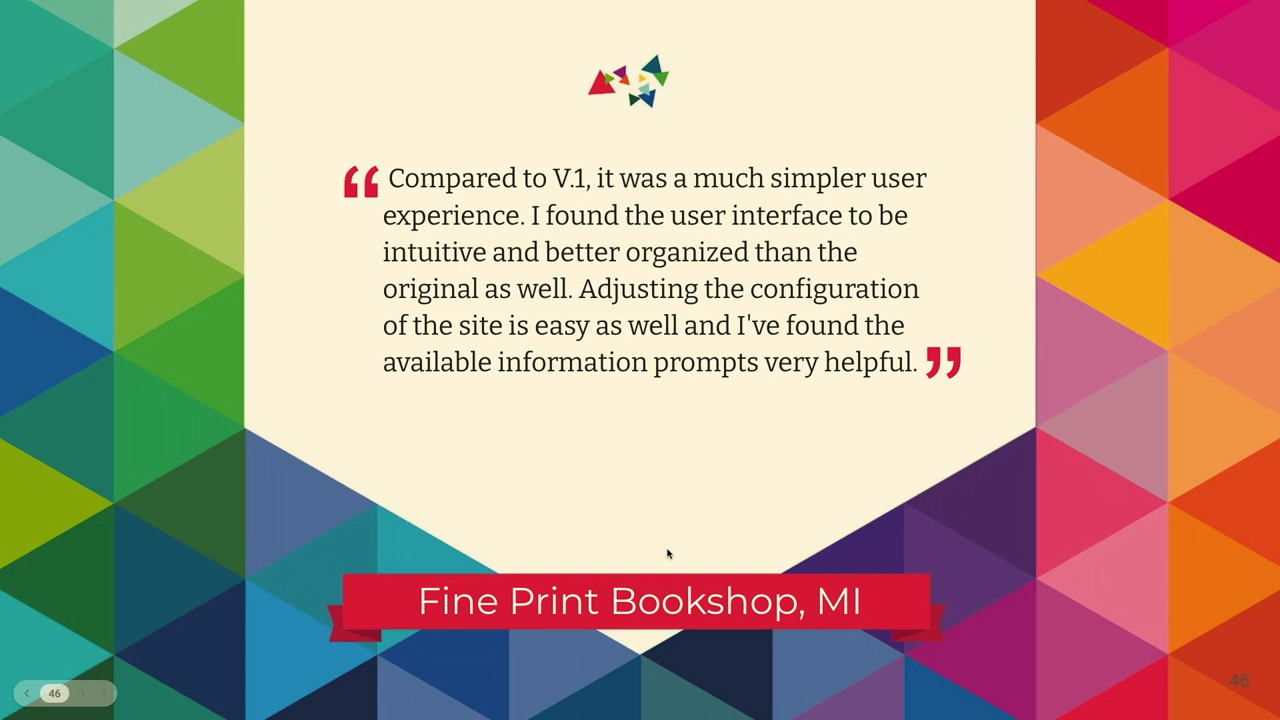 “ Compared to V.1, it was a much simpler user
experience. I found the user interface to be
intuitive and better organized than the
original as well. Adjusting the configuration
of the site is easy as well and I've found the
available information prompts very helpful. ”
Fine Print Bookshop, MI
46
46